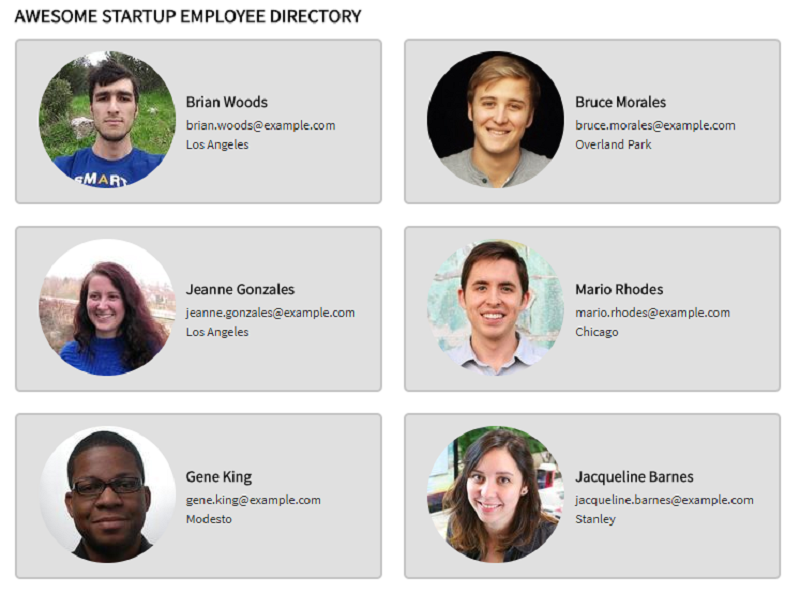 AWESOME STARTUP EMPLOYEE DIRECTORY
Brian Woods
brian.woods@example.com
Los Angeles
Bruce Morales
bruce.morales@example.com
Overland Park
Jeanne Gonzales
jeanne.gonzales@example.com
Los Angeles
Mario Rhodes
mario.rhodes@example.com
Chicago
Gene King
gene.king@example.com
Modesto
Jacqueline Barnes
jacqueline.barnes@example.com
Stanley